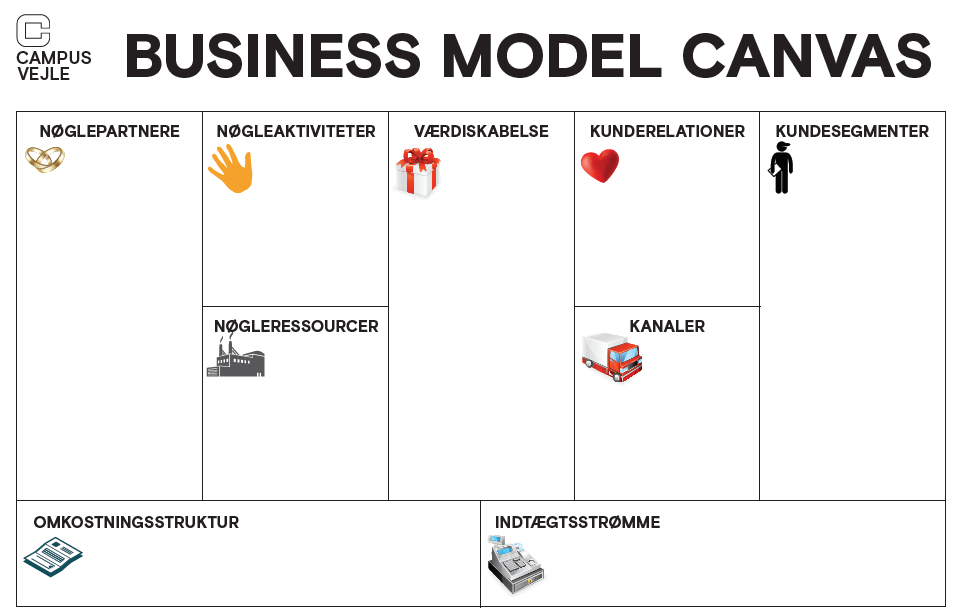 CAMPUS
VEJLE
BUSINESS MODEL CANVAS
NØGLEPARTNERE
NØGLEAKTIVITETER
VÆRDISKABELSE
KUNDERELATIONER
KUNDESEGMENTER
NØGLERESSOURCER
KANALER
OMKOSTNINGSSTRUKTUR
INDTÆGTSSTRØMME